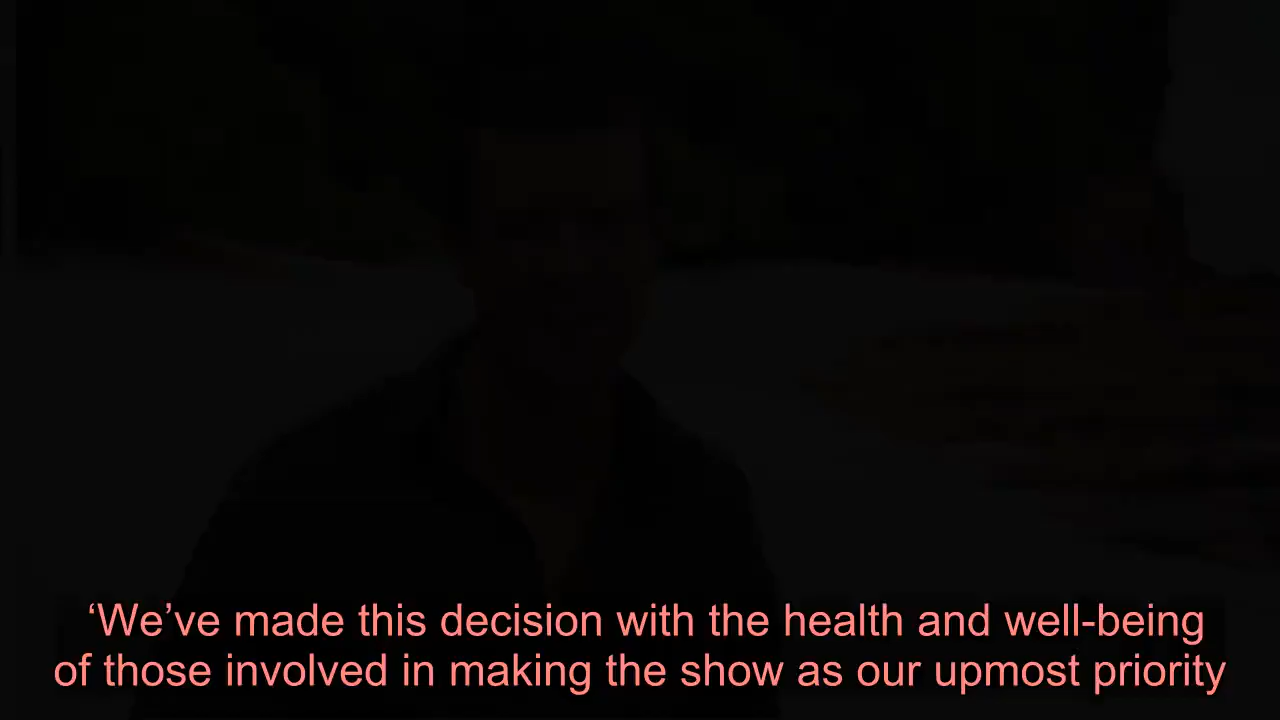 ‘We’ve made this decision with the health and well-being
of those involved in making the show as our upmost priority